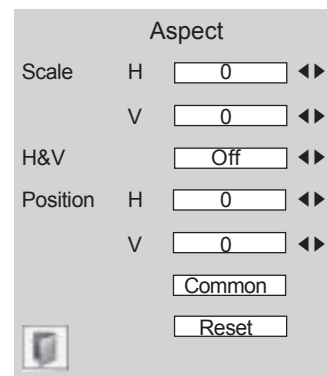 Aspect
Scale H 0
V 0
H&V Off
Position H 0
V 0
Common
Reset